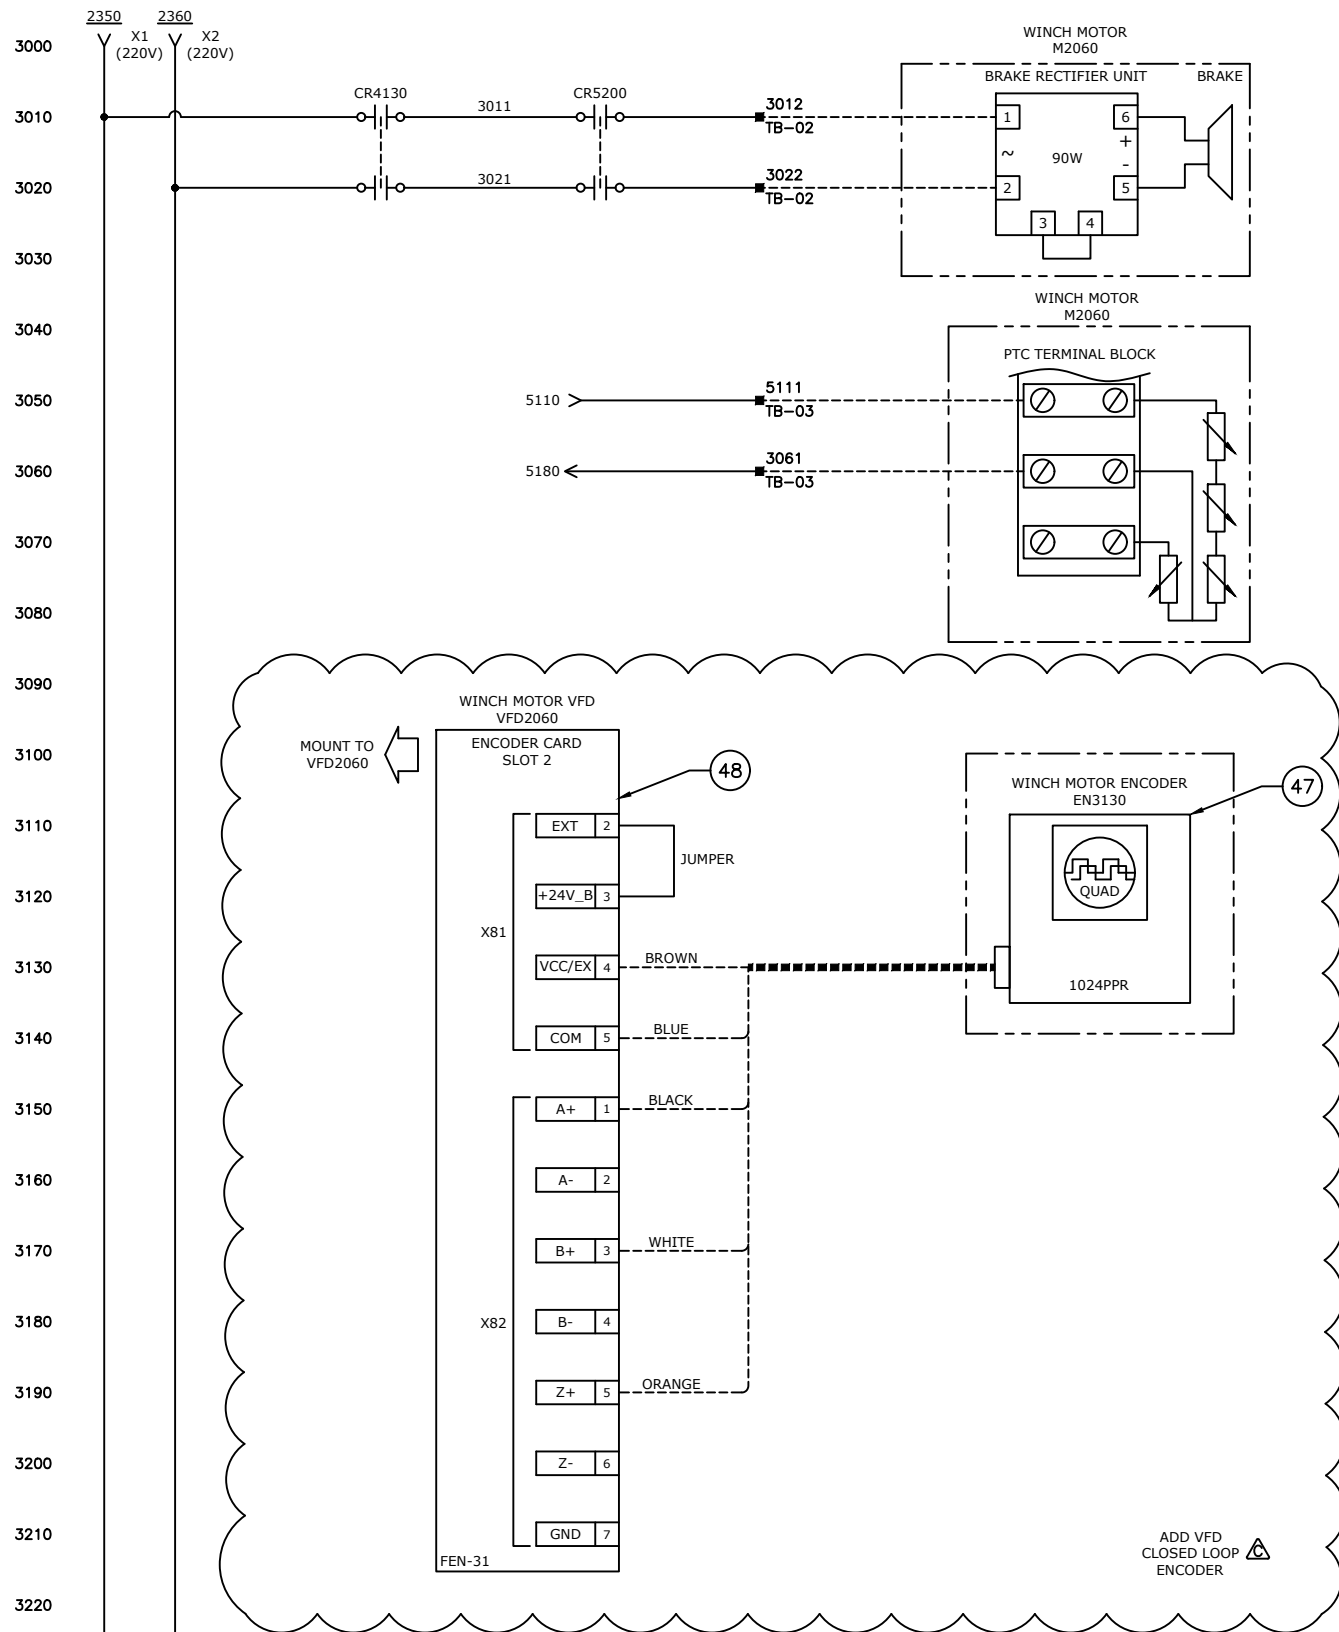 2350 2360
X1 X2
(220V) (220V)
3000
WINCH MOTOR
M2060
BRAKE RECTIFIER UNIT BRAKE
CR4130 CR5200
3010
3011
3012
TB-02
1 6
+
~ 90W
-
3020
3021
3022
TB-02
2 5
3 4
3030
WINCH MOTOR
M2060
3040
PTC TERMINAL BLOCK
3050
5110
5111
TB-03
3060
5180
3061
TB-03
3070
3080
3090
WINCH MOTOR VFD
VFD2060
ENCODER CARD
SLOT 2
3100
MOUNT TO
VFD2060
48
WINCH MOTOR ENCODER
EN3130
47
3110
EXT 2
JUMPER
QUAD
3120
+24V_B 3
X81
3130
VCC/EX 4
BROWN
1024PPR
3140
COM 5
BLUE
3150
A+ 1
BLACK
3160
A- 2
3170
B+ 3
WHITE
3180
X82
B- 4
3190
Z+ 5
ORANGE
3200
Z- 6
3210
GND 7
FEN-31
ADD VFD
CLOSED LOOP
ENCODER
C
3220